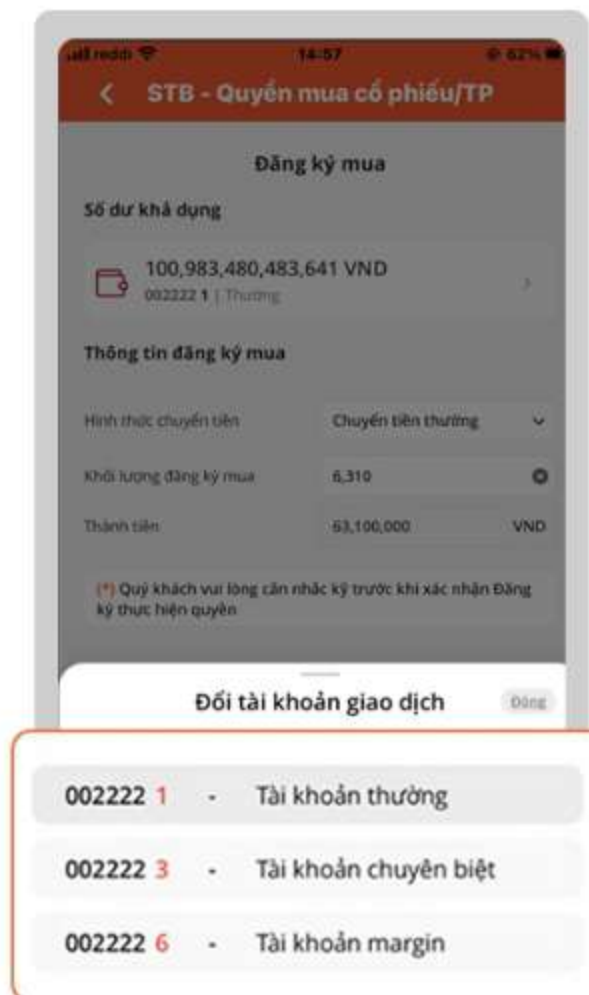 reddi 14:57 62%
STB - Quyền mua cổ phiếu/TP
Đăng ký mua
Số dư khả dụng
100,983,480,483,641 VND
002222 1 | Thường
Thông tin đăng ký mua
Hình thức chuyển tiền Chuyển tiền thường
Khối lượng đăng ký mua 6,310
Thành tiền 63,100,000 VND
(*) Quý khách vui lòng cân nhắc kỹ trước khi xác nhận Đăng
ký thực hiện quyền
Đổi tài khoản giao dịch Đóng
002222 1 - Tài khoản thường
002222 3 - Tài khoản chuyên biệt
002222 6 - Tài khoản margin